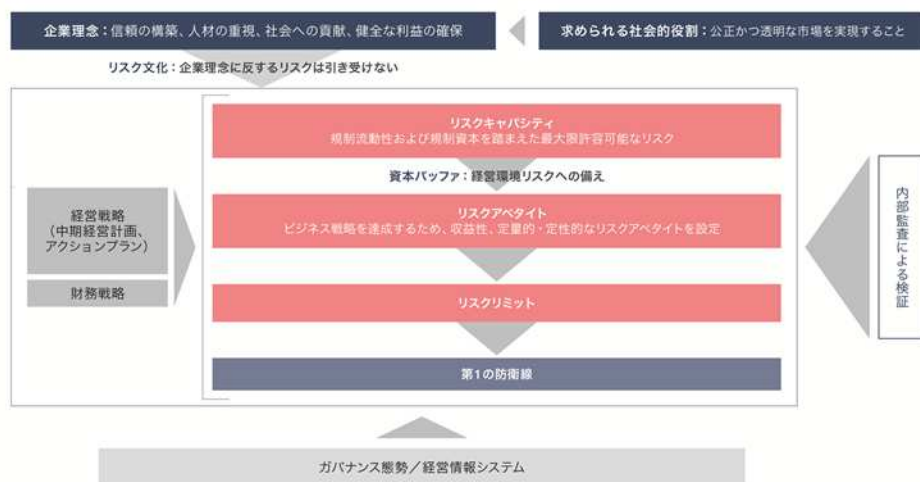 企業理念：信頼の構築、人材の重視、社会への貢献、健全な利益の確保
求められる社会的役割：公正かつ透明な市場を実現すること
リスク文化：企業理念に反するリスクは引き受けない
リスクキャパシティ
規制流動性および規制資本を踏まえた最大限許容可能なリスク
資本バッファ：経営環境リスクへの備え
リスクアペタイト
ビジネス戦略を達成するため、収益性、定量的・定性的なリスクアペタイトを設定
経営戦略
（中期経営計画、
アクションプラン）
財務戦略
リスクリミット
第1の防衛線
内部監査による検証
ガバナンス態勢／経営情報システム